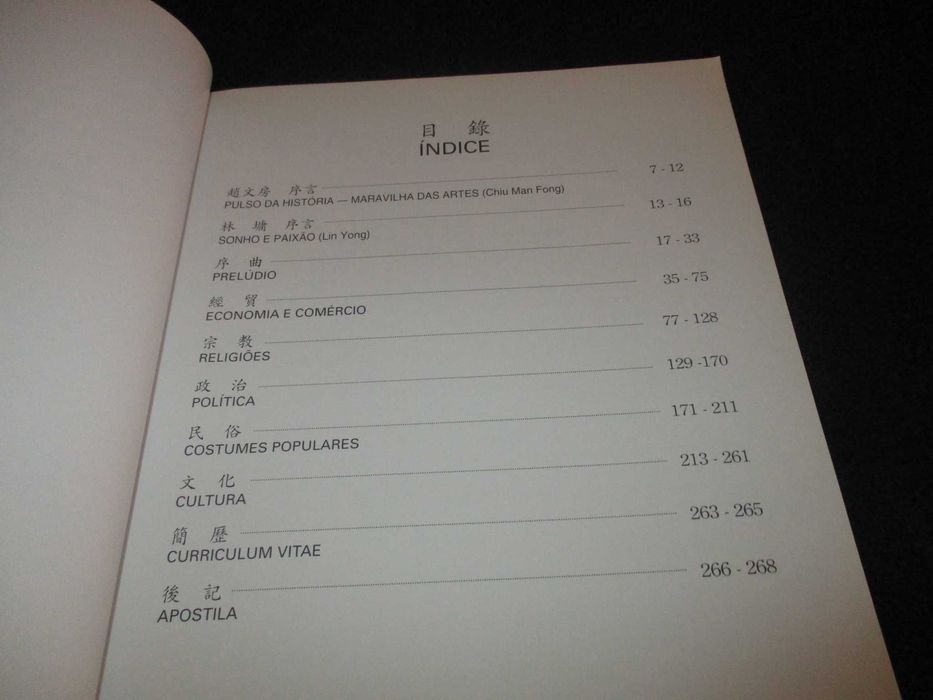 目 錄
ÍNDICE
趙文房 序言 7 - 12
PULSO DA HISTÓRIA — MARAVILHA DAS ARTES (Chiu Man Fong)
林 墉 序言 13 - 16
SONHO E PAIXÃO (Lin Yong)
序 曲 17 - 33
PRELÚDIO
經 貿 35 - 75
ECONOMIA E COMÉRCIO
宗 教 77 - 128
RELIGIÕES
政 治 129 -170
POLÍTICA
民 俗 171 - 211
COSTUMES POPULARES
文 化 213 - 261
CULTURA
簡 歷 263 - 265
CURRICULUM VITAE
後 記 266 - 268
APOSTILA